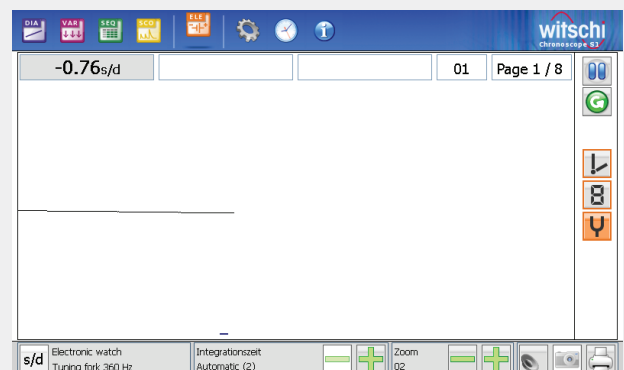 DIA VAR SEQ SCO ELE
witschi
Chronoscope S1
-0.76s/d 01 Page 1 / 8
s/d
Electronic watch
Tuning fork 360 Hz
Integrationszeit
Automatic (2)
Zoom
02